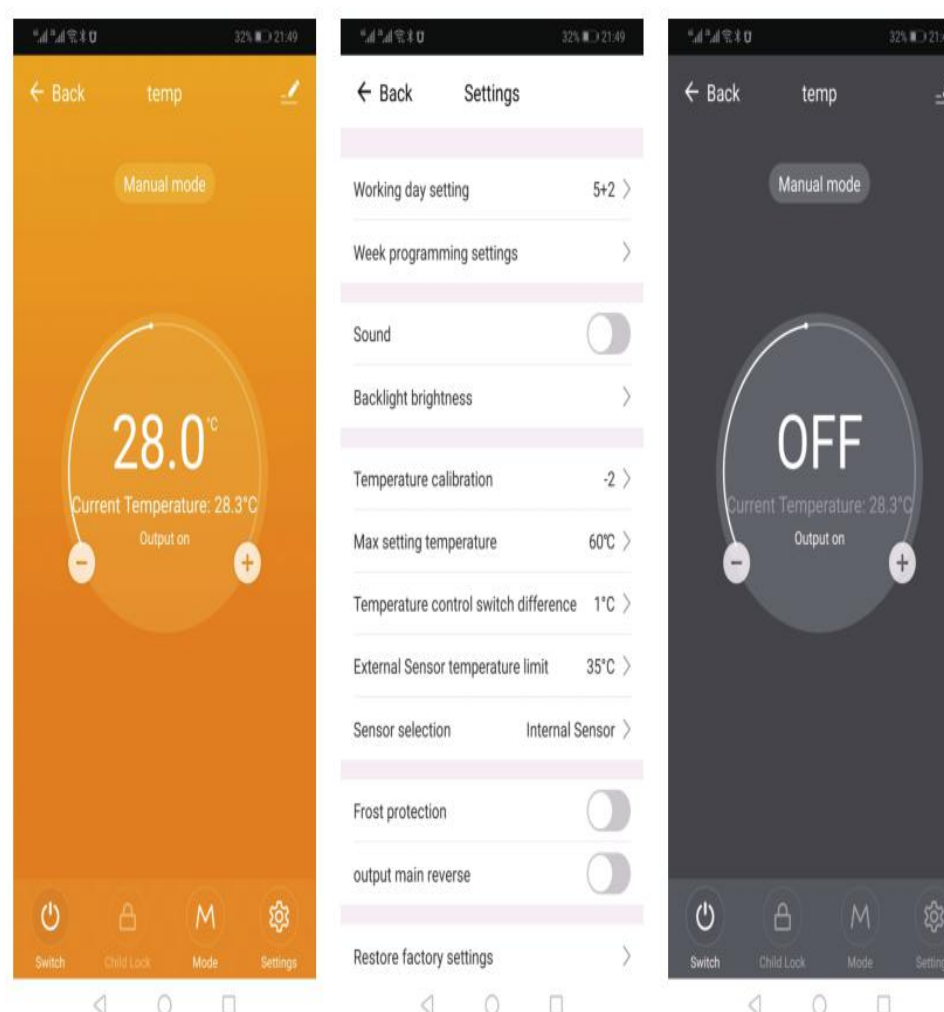 32% 21:49
← Back temp
Manual mode
28.0 °C
Current Temperature: 28.3°C
Output on
− +
Switch Child Lock Mode Settings
32% 21:49
← Back Settings
Working day setting 5+2 >
Week programming settings >
Sound
Backlight brightness >
Temperature calibration -2 >
Max setting temperature 60℃ >
Temperature control switch difference 1°C >
External Sensor temperature limit 35°C >
Sensor selection Internal Sensor >
Frost protection
output main reverse
Restore factory settings >
32%
← Back temp
Manual mode
OFF
Current Temperature: 28.3°C
Output on
− +
Switch Child Lock Mode